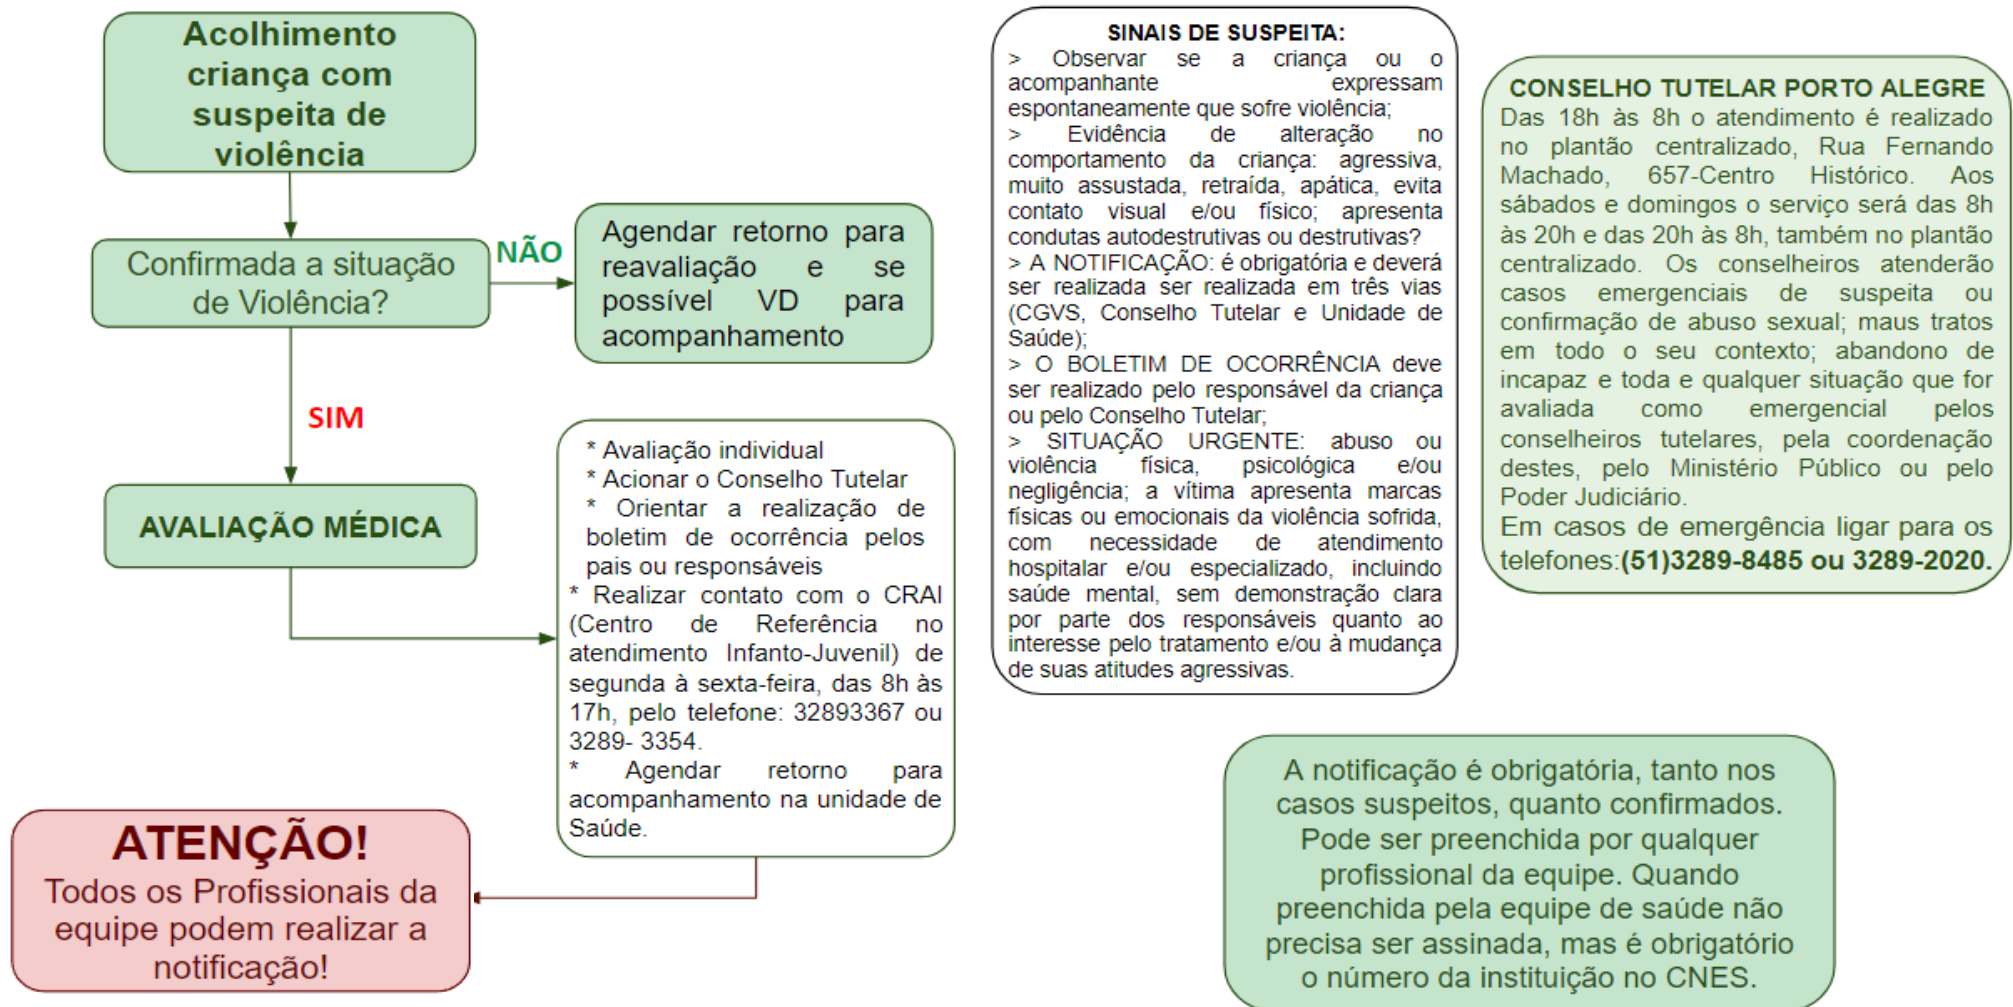 Acolhimento
criança com
suspeita de
violência
Confirmada a situação
de Violência?
NÃO
Agendar retorno para
reavaliação e se
possível VD para
acompanhamento
SIM
AVALIAÇÃO MÉDICA
* Avaliação individual
* Acionar o Conselho Tutelar
* Orientar a realização de
boletim de ocorrência pelos
pais ou responsáveis
* Realizar contato com o CRAI
(Centro de Referência no
atendimento Infanto-Juvenil) de
segunda à sexta-feira, das 8h às
17h, pelo telefone: 32893367 ou
3289- 3354.
* Agendar retorno para
acompanhamento na unidade de
Saúde.
ATENÇÃO!
Todos os Profissionais da
equipe podem realizar a
notificação!
SINAIS DE SUSPEITA:
> Observar se a criança ou o
acompanhante expressam
espontaneamente que sofre violência;
> Evidência de alteração no
comportamento da criança: agressiva,
muito assustada, retraída, apática, evita
contato visual e/ou físico; apresenta
condutas autodestrutivas ou destrutivas?
> A NOTIFICAÇÃO: é obrigatória e deverá
ser realizada ser realizada em três vias
(CGVS, Conselho Tutelar e Unidade de
Saúde);
> O BOLETIM DE OCORRÊNCIA deve
ser realizado pelo responsável da criança
ou pelo Conselho Tutelar;
> SITUAÇÃO URGENTE: abuso ou
violência física, psicológica e/ou
negligência; a vítima apresenta marcas
físicas ou emocionais da violência sofrida,
com necessidade de atendimento
hospitalar e/ou especializado, incluindo
saúde mental, sem demonstração clara
por parte dos responsáveis quanto ao
interesse pelo tratamento e/ou à mudança
de suas atitudes agressivas.
CONSELHO TUTELAR PORTO ALEGRE
Das 18h às 8h o atendimento é realizado
no plantão centralizado, Rua Fernando
Machado, 657-Centro Histórico. Aos
sábados e domingos o serviço será das 8h
às 20h e das 20h às 8h, também no plantão
centralizado. Os conselheiros atenderão
casos emergenciais de suspeita ou
confirmação de abuso sexual; maus tratos
em todo o seu contexto; abandono de
incapaz e toda e qualquer situação que for
avaliada como emergencial pelos
conselheiros tutelares, pela coordenação
destes, pelo Ministério Público ou pelo
Poder Judiciário.
Em casos de emergência ligar para os
telefones:(51)3289-8485 ou 3289-2020.
A notificação é obrigatória, tanto nos
casos suspeitos, quanto confirmados.
Pode ser preenchida por qualquer
profissional da equipe. Quando
preenchida pela equipe de saúde não
precisa ser assinada, mas é obrigatório
o número da instituição no CNES.